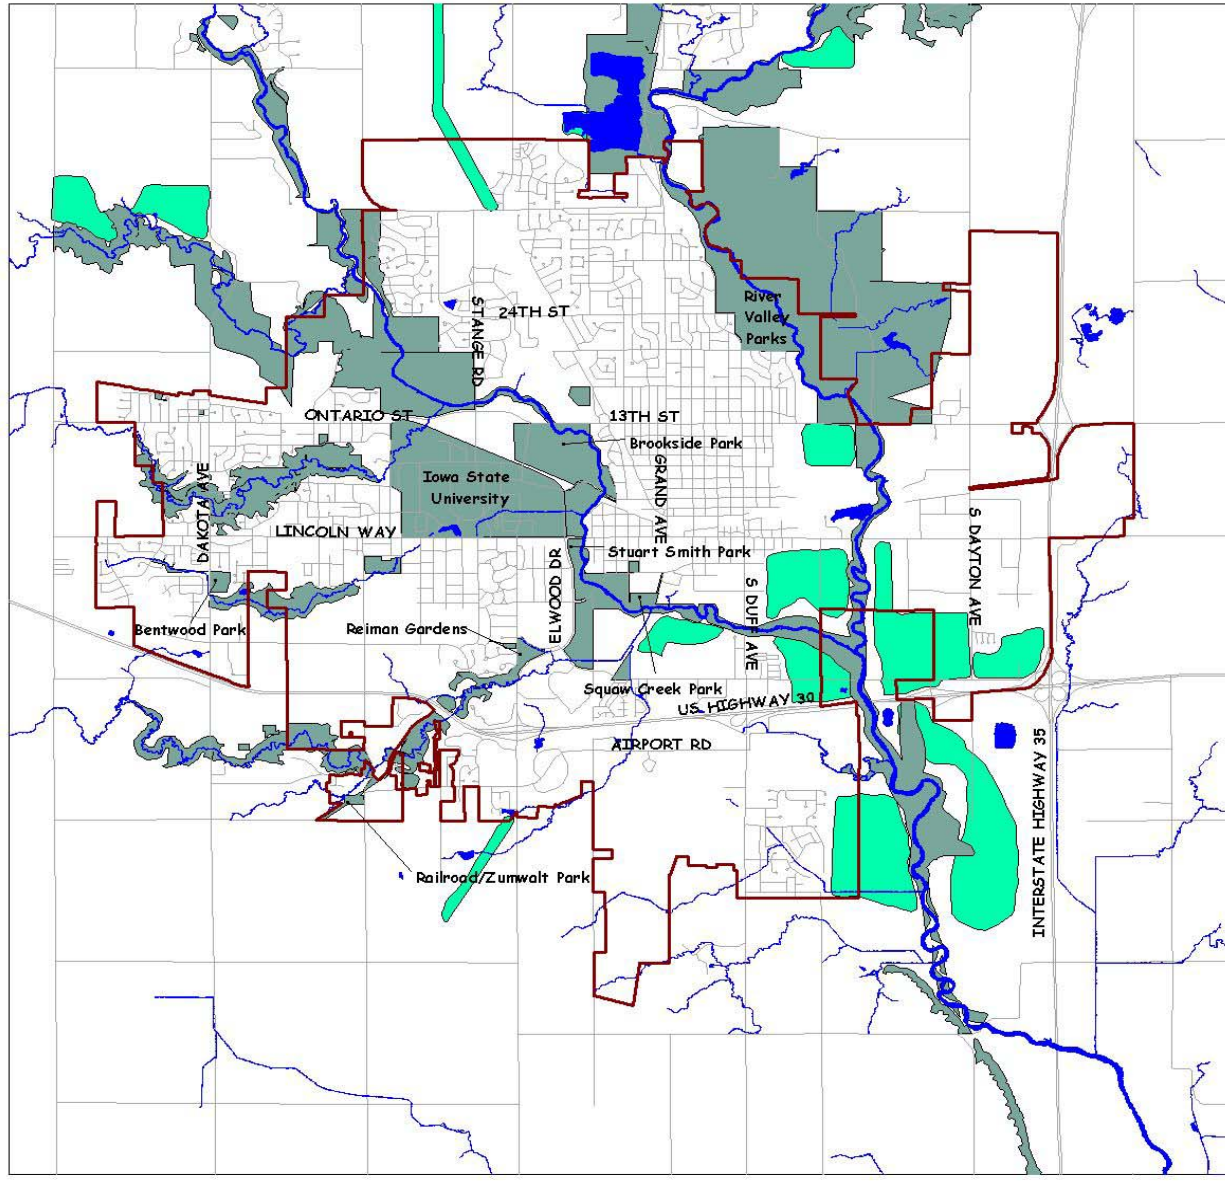 River
Valley
Parks
24TH ST
STANGE RD
ONTARIO ST
13TH ST
Brookside Park
GRAND AVE
Iowa State
University
DAKOTA AVE
LINCOLN WAY
S DAYTON AVE
Stuart Smith Park
ELWOOD DR
S DUFF AVE
Bentwood Park
Reiman Gardens
Squaw Creek Park
US HIGHWAY 30
AIRPORT RD
INTERSTATE HIGHWAY 35
Railroad/Zumwalt Park